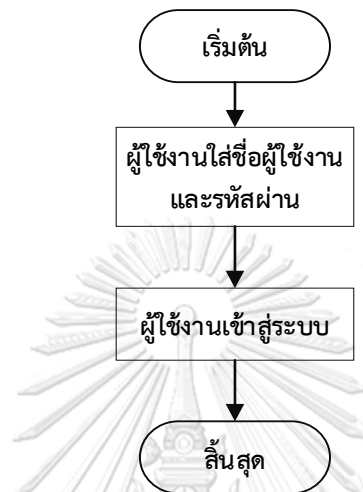 เริ่มต้น
ผู้ใช้งานใส่ชื่อผู้ใช้งาน
และรหัสผ่าน
ผู้ใช้งานเข้าสู่ระบบ
สิ้นสุด